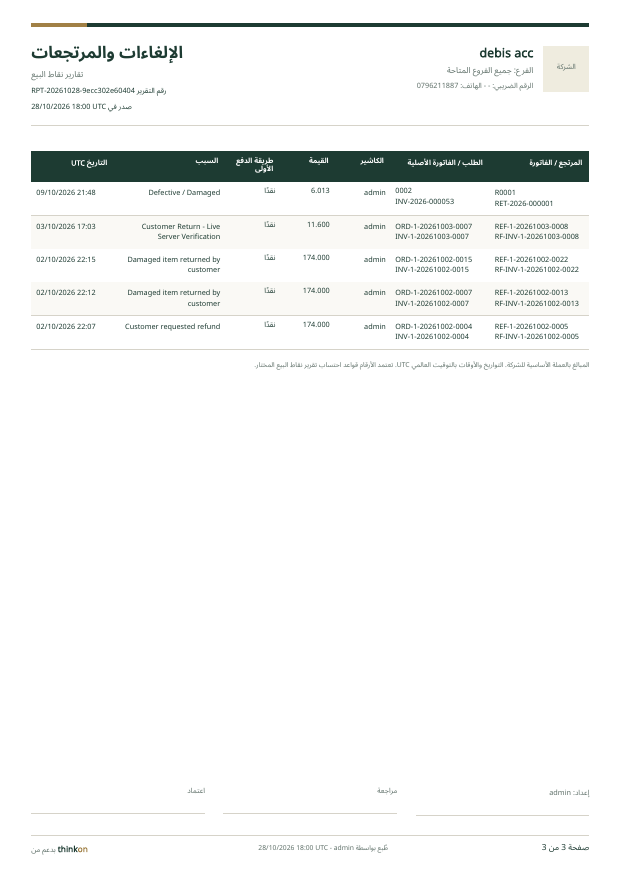 الشركة
debis acc
الفرع: جميع الفروع المتاحة
الرقم الضريبي: - - الهاتف: 0796211887
الإلغاءات والمرتجعات
تقارير نقاط البيع
رقم التقرير RPT-20261028-9ecc302e60404
صدر في 28/10/2026 18:00 UTC
المرتجع / الفاتورة | الطلب / الفاتورة الأصلية | الكاشير | القيمة | طريقة الدفع الأولى | السبب | التاريخ UTC
R0001 RET-2026-000001 | 0002 INV-2026-000053 | admin | 6.013 | نقدًا | Defective / Damaged | 09/10/2026 21:48
REF-1-20261003-0008 RF-INV-1-20261003-0008 | ORD-1-20261003-0007 INV-1-20261003-0007 | admin | 11.600 | نقدًا | Customer Return - Live Server Verification | 03/10/2026 17:03
REF-1-20261002-0022 RF-INV-1-20261002-0022 | ORD-1-20261002-0015 INV-1-20261002-0015 | admin | 174.000 | نقدًا | Damaged item returned by customer | 02/10/2026 22:15
REF-1-20261002-0013 RF-INV-1-20261002-0013 | ORD-1-20261002-0007 INV-1-20261002-0007 | admin | 174.000 | نقدًا | Damaged item returned by customer | 02/10/2026 22:12
REF-1-20261002-0005 RF-INV-1-20261002-0005 | ORD-1-20261002-0004 INV-1-20261002-0004 | admin | 174.000 | نقدًا | Customer requested refund | 02/10/2026 22:07
المبالغ بالعملة الأساسية للشركة. التواريخ والأوقات بالتوقيت العالمي UTC. تعتمد الأرقام قواعد احتساب تقرير نقاط البيع المختار.
إعداد: admin
مراجعة
اعتماد
صفحة 3 من 3
طُبع بواسطة admin - 28/10/2026 18:00 UTC
بدعم من thinkon